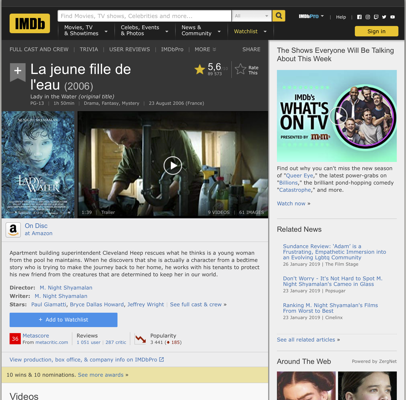 IMDb
Find Movies, TV shows, Celebrities and more...
All
IMDbPro
Help
Movies, TV & Showtimes
Celebs, Events & Photos
News & Community
Watchlist
Sign in
FULL CAST AND CREW | TRIVIA | USER REVIEWS | IMDbPro | MORE
SHARE
La jeune fille de l'eau (2006)
5,6
Rate This
Lady in the Water (original title)
PG-13 | 1h 50min | Drama, Fantasy, Mystery | 23 August 2006 (France)
LADY IN THE WATER
1:39 | Trailer
9 VIDEOS | 61 IMAGES
On Disc
at Amazon
Apartment building superintendent Cleveland Heep rescues what he thinks is a young woman
from the pool he maintains. When he discovers that she is actually a character from a bedtime
story who is trying to make the journey back to her home, he works with his tenants to protect
his new friend from the creatures that are determined to keep her in our world.
Director: M. Night Shyamalan
Writer: M. Night Shyamalan
Stars: Paul Giamatti, Bryce Dallas Howard, Jeffrey Wright | See full cast & crew »
+ Add to Watchlist
36
Metascore
From metacritic.com
Reviews
1 051 user | 287 critic
Popularity
3 441
View production, box office, & company info on IMDbPro
10 wins & 10 nominations. See more awards »
Videos
The Shows Everyone Will Be Talking
About This Week
IMDb's
WHAT'S
ON TV
PRESENTED BY
Find out why you can't miss the new season
of "Queer Eye," the latest power-grabs on
"Billions," the brilliant pond-hopping comedy
"Catastrophe," and more.
Watch now »
Related News
Sundance Review: 'Adam' is a
Frustrating, Empathetic Immersion
into an Evolving Lgbtq Community
27 January 2019 | The Film Stage
Don't Worry - It's Not Hard to Spot M.
Night Shyamalan's Cameo in Glass
23 January 2019 | Popsugar
Ranking M. Night Shyamalan's Films
From Worst to Best
22 January 2019 | Cinelinx
See all related articles »
Around The Web
Powered by ZergNet